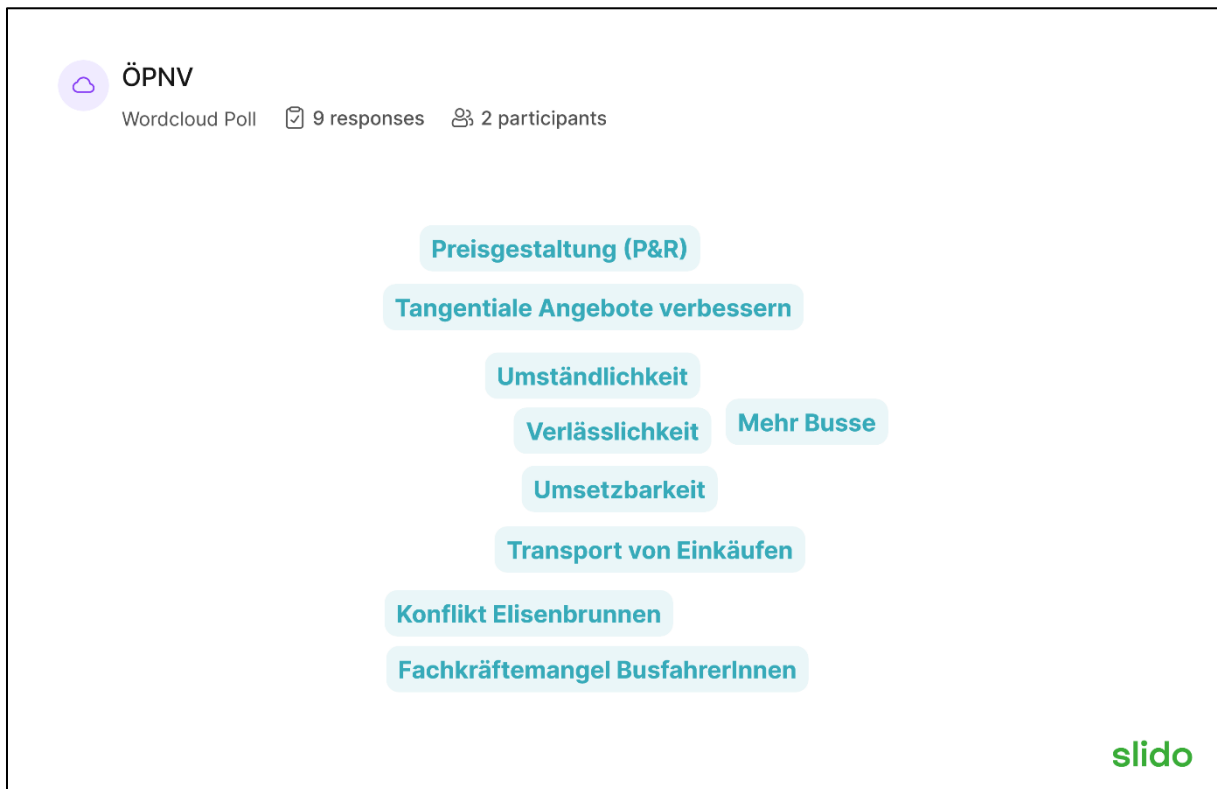 ÖPNV
Wordcloud Poll 9 responses 2 participants
Preisgestaltung (P&R)
Tangentiale Angebote verbessern
Umständlichkeit
Mehr Busse
Verlässlichkeit
Umsetzbarkeit
Transport von Einkäufen
Konflikt Elisenbrunnen
Fachkräftemangel BusfahrerInnen
slido